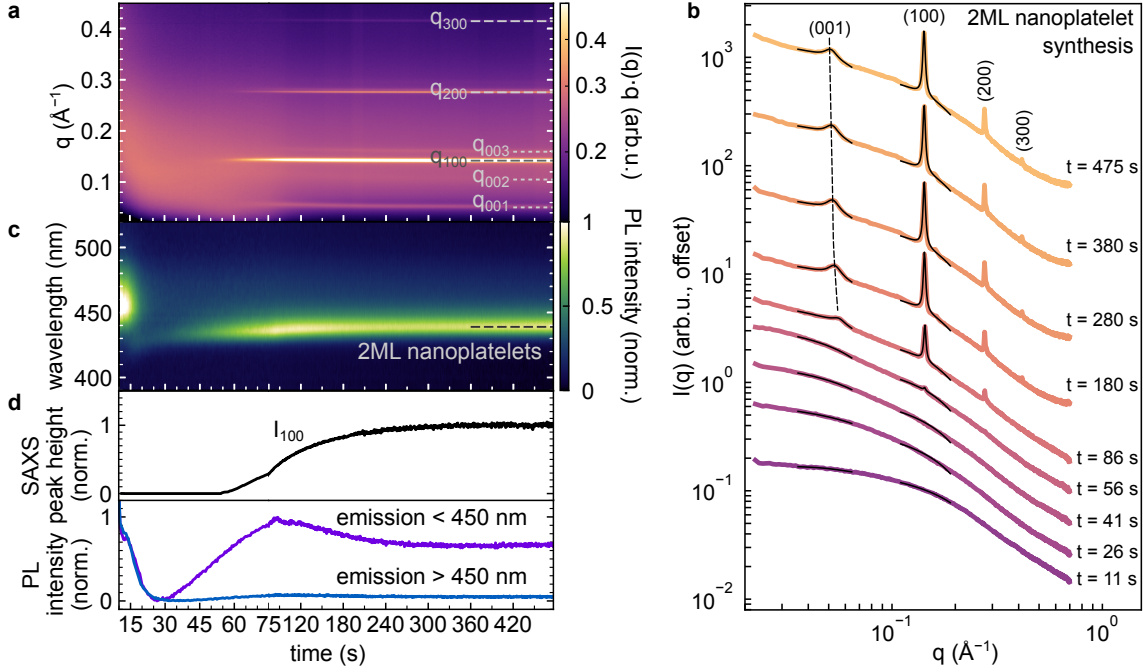 a
0.4
0.3
0.2
0.1
q (Å⁻¹)
q300
q200
q003
q100
q002
q001
0.4
0.2
I(q)·q (arb.u.)
c
500
450
400
wavelength (nm)
2ML nanoplatelets
1
0.5
0
PL intensity (norm.)
d
1
0
SAXS
peak height
(norm.)
I100
1
0
PL
intensity
(norm.)
emission < 450 nm
emission > 450 nm
15 30 45 60 75 120 180 240 300 360 420
time (s)
b
2ML nanoplatelet
synthesis
(001)
(100)
(200)
(300)
10³
10²
10¹
10⁰
10⁻¹
10⁻²
I(q) (arb.u., offset)
t = 475 s
t = 380 s
t = 280 s
t = 180 s
t = 86 s
t = 56 s
t = 41 s
t = 26 s
t = 11 s
10⁻¹ 10⁰
q (Å⁻¹)